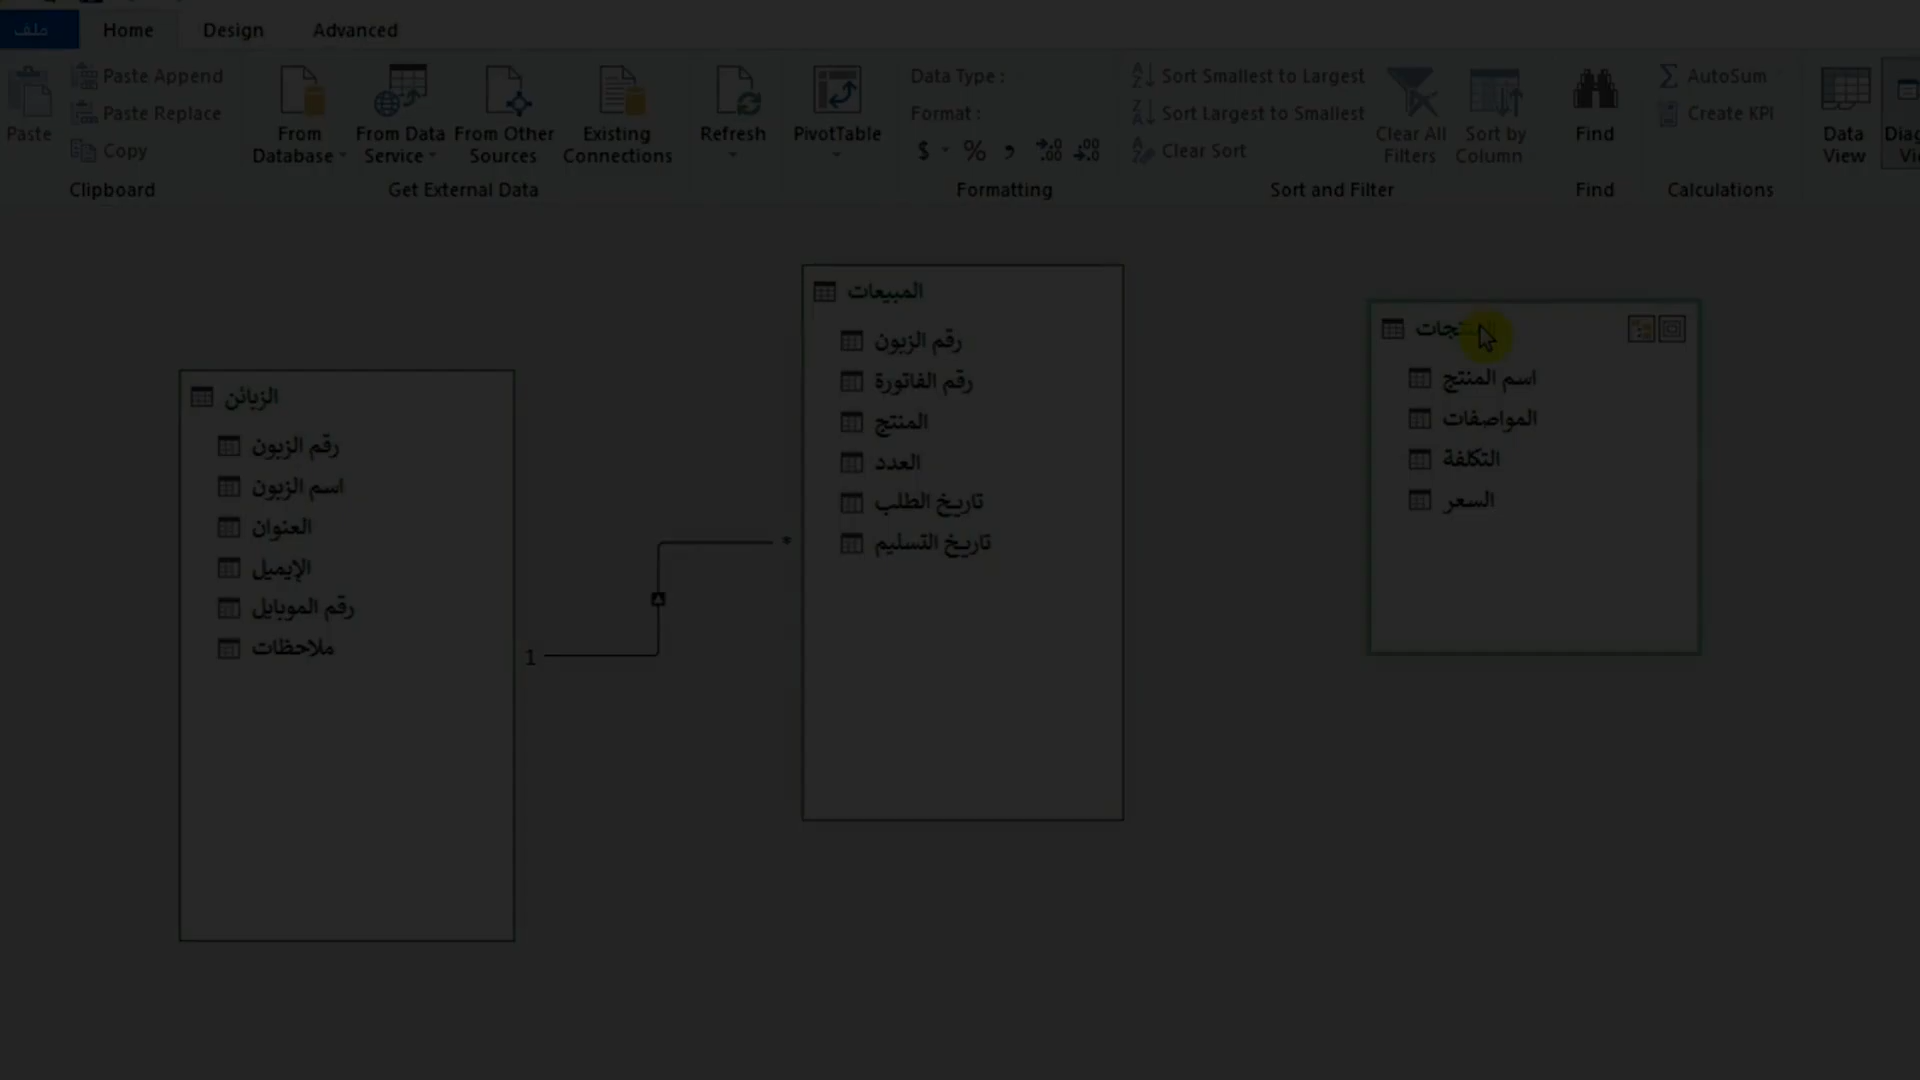 ملف
Home
Design
Advanced
Paste
Paste Append
Paste Replace
Copy
Clipboard
From
Database
From Data
Service
From Other
Sources
Existing
Connections
Get External Data
Refresh
PivotTable
Data Type :
Format :
$ % , .00 .00
Formatting
Sort Smallest to Largest
Sort Largest to Smallest
Clear Sort
Clear All
Filters
Sort by
Column
Sort and Filter
Find
Find
AutoSum
Create KPI
Calculations
Data
View
الزبائن
رقم الزبون
اسم الزبون
العنوان
الإيميل
رقم الموبايل
ملاحظات
1
*
المبيعات
رقم الزبون
رقم الفاتورة
المنتج
العدد
تاريخ الطلب
تاريخ التسليم
اسم المنتج
المواصفات
التكلفة
السعر